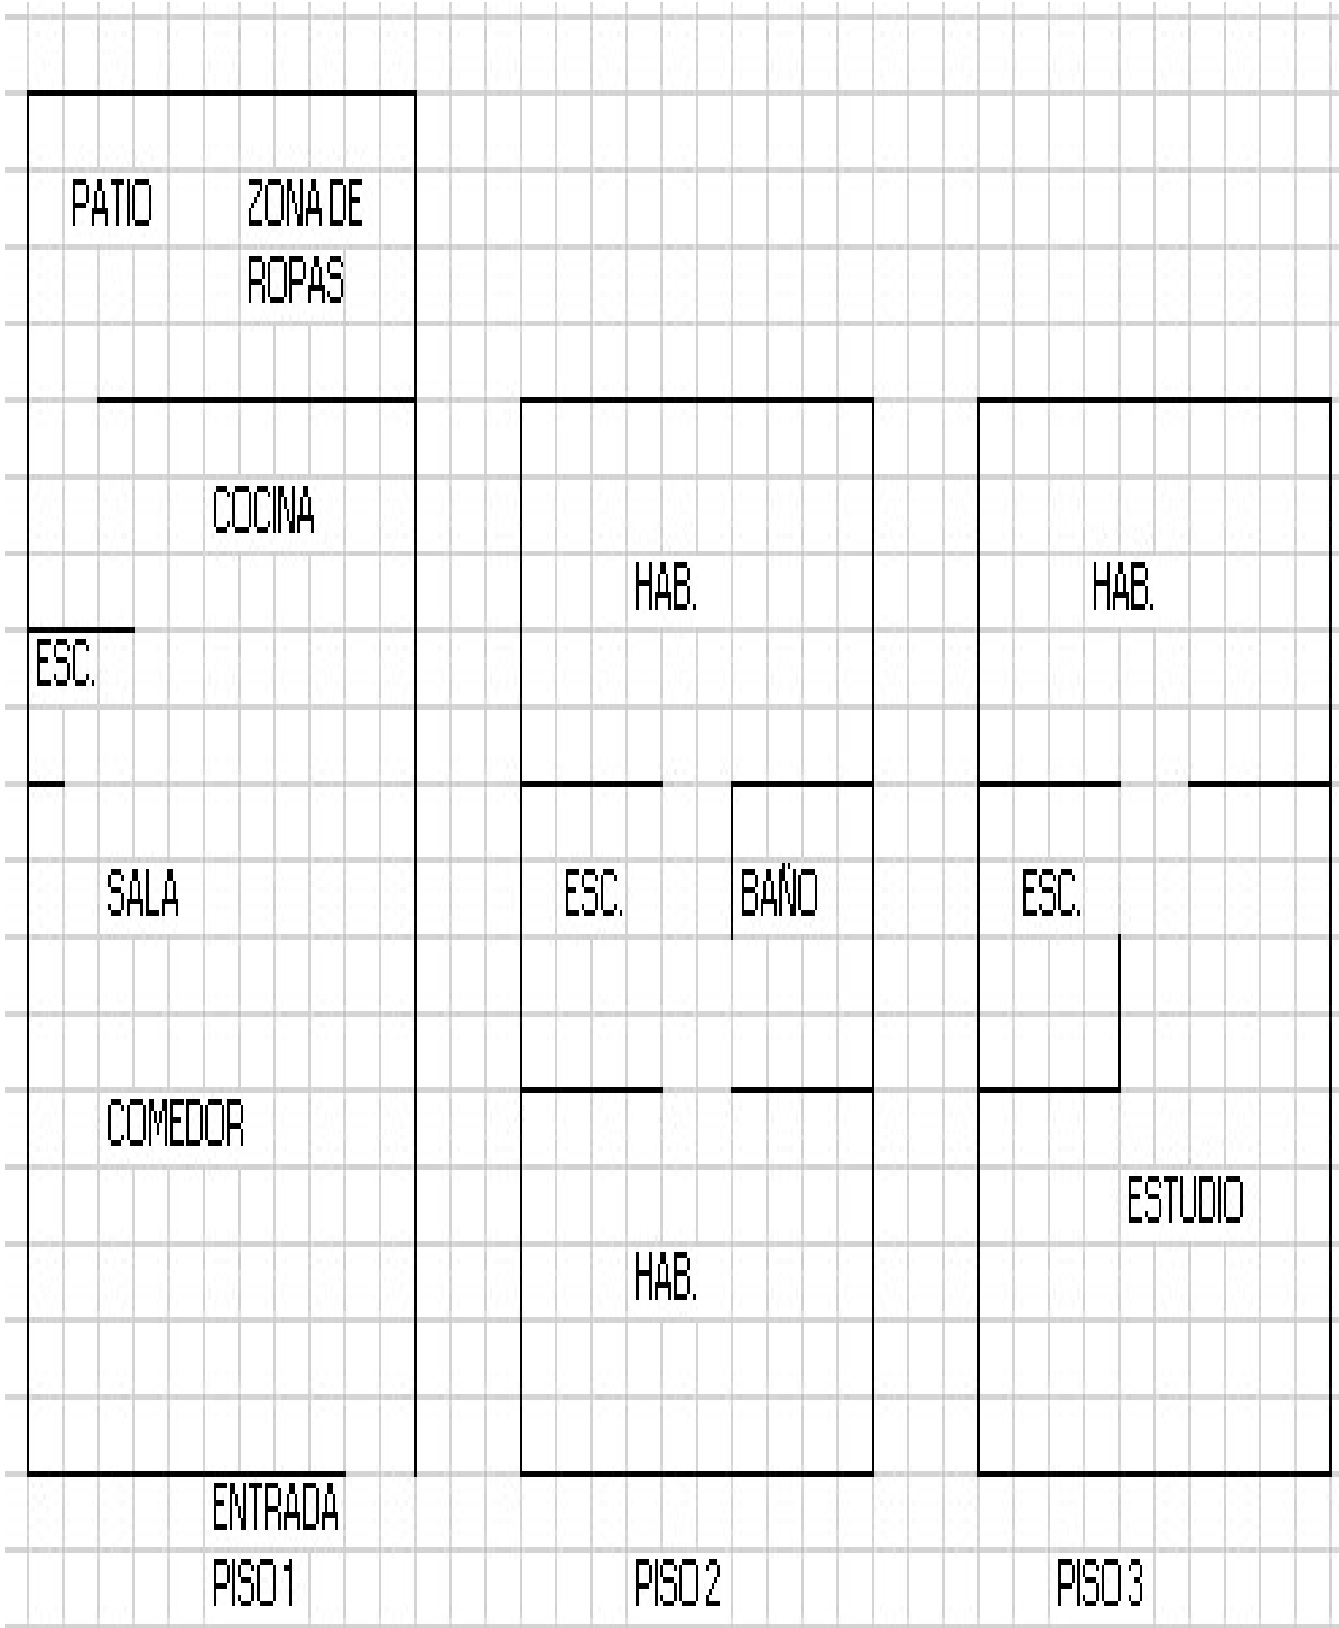 PATIO
ZONA DE
ROPAS
COCINA
ESC.
SALA
COMEDOR
ENTRADA
PISO 1
HAB.
ESC.
BAÑO
HAB.
PISO 2
HAB.
ESC.
ESTUDIO
PISO 3